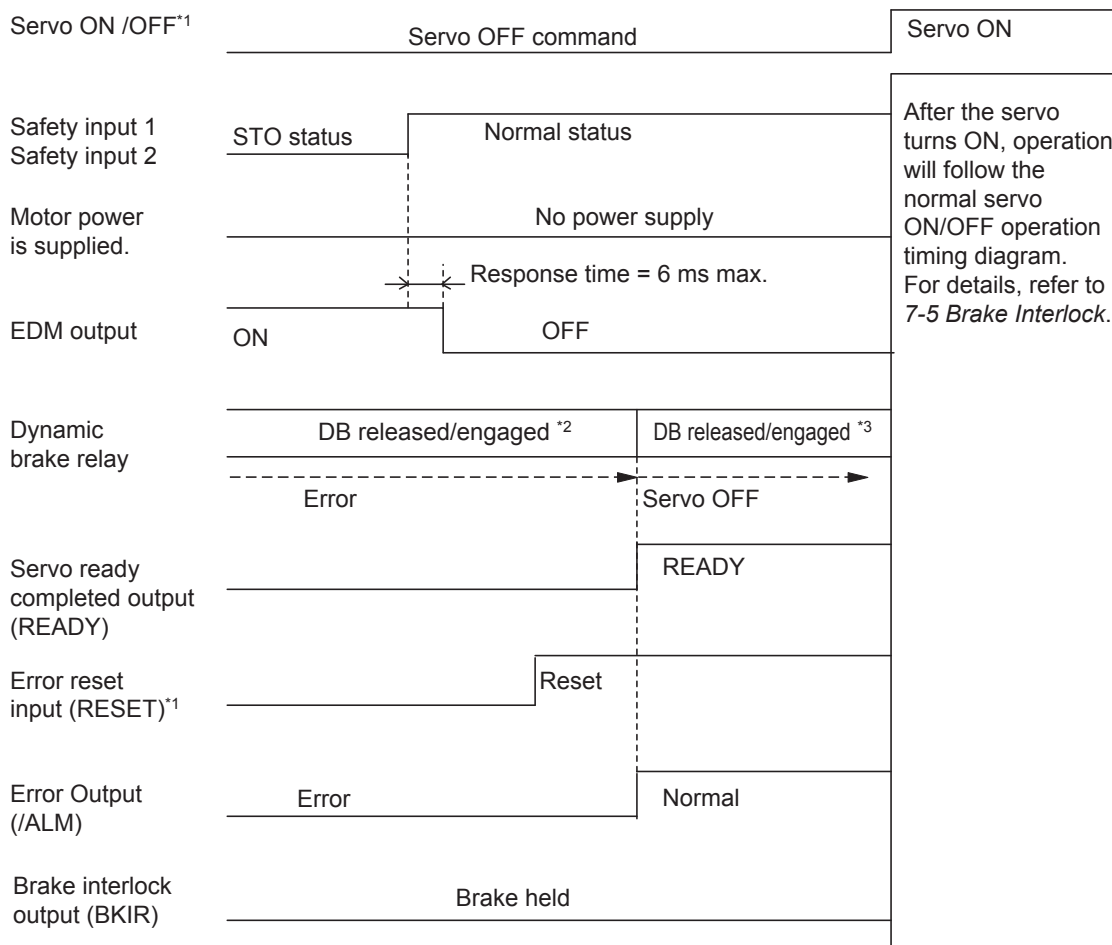 Servo ON /OFF*1
Servo OFF command
Servo ON
Safety input 1
Safety input 2
STO status
Normal status
After the servo
turns ON, operation
will follow the
normal servo
ON/OFF operation
timing diagram.
For details, refer to
7-5 Brake Interlock.
Motor power
is supplied.
No power supply
Response time = 6 ms max.
EDM output
ON
OFF
Dynamic
brake relay
DB released/engaged *2
DB released/engaged *3
Error
Servo OFF
Servo ready
completed output
(READY)
READY
Error reset
input (RESET)*1
Reset
Error Output
(/ALM)
Error
Normal
Brake interlock
output (BKIR)
Brake held